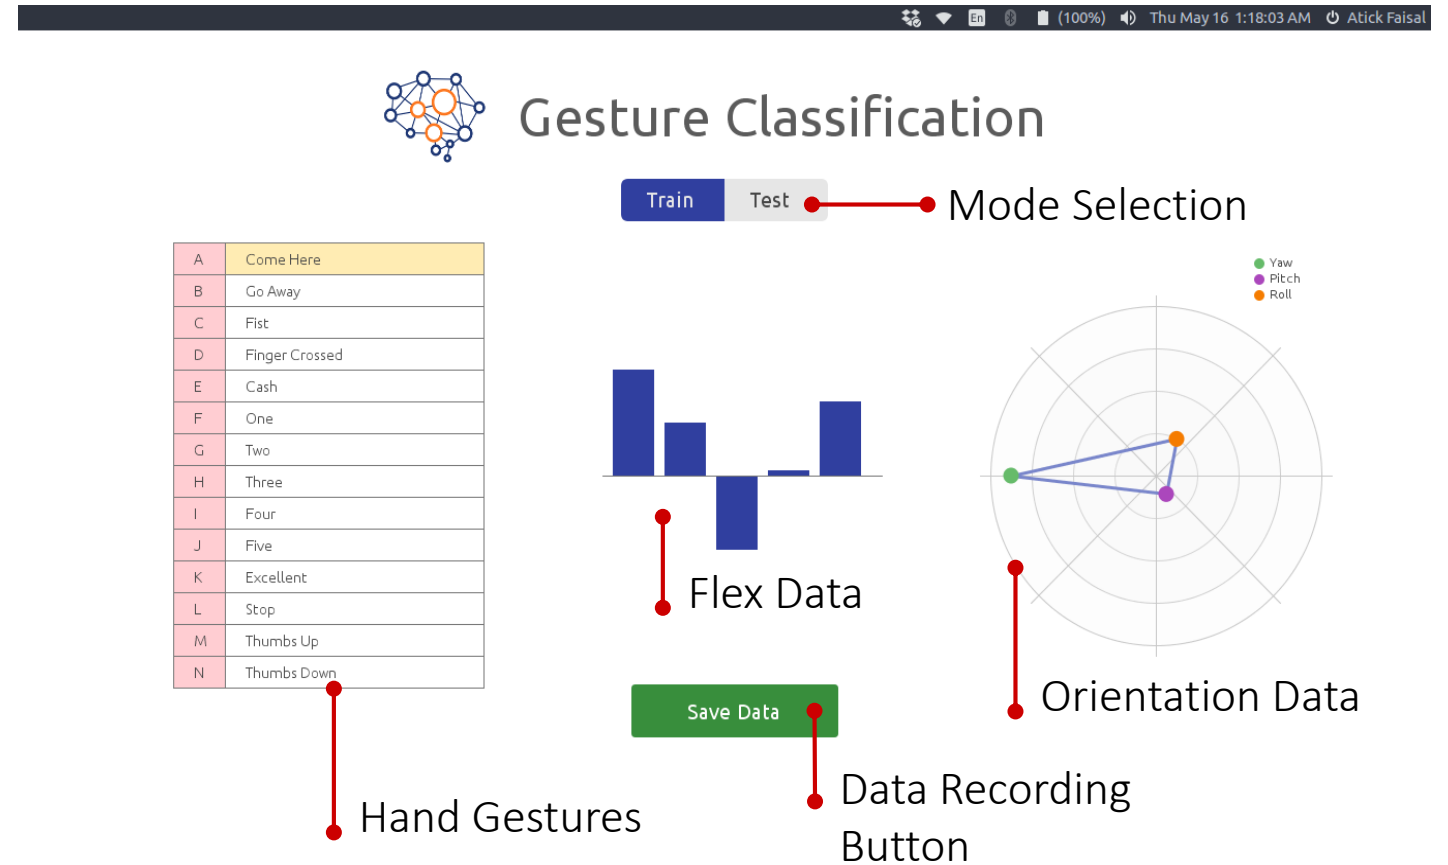 En (100%) Thu May 16 1:18:03 AM Atick Faisal
Gesture Classification
Train Test
Mode Selection
A Come Here
B Go Away
C Fist
D Finger Crossed
E Cash
F One
G Two
H Three
I Four
J Five
K Excellent
L Stop
M Thumbs Up
N Thumbs Down
Hand Gestures
Flex Data
Save Data
Data Recording
Button
Yaw
Pitch
Roll
Orientation Data